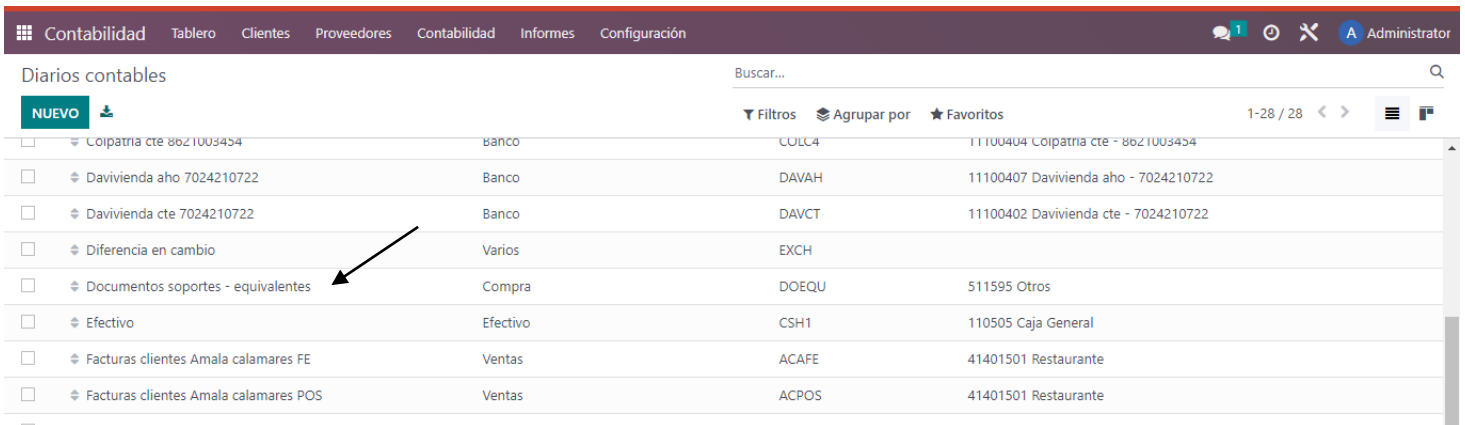 Contabilidad Tablero Clientes Proveedores Contabilidad Informes Configuración 1 A Administrator
Diarios contables Buscar...
NUEVO Filtros Agrupar por Favoritos 1-28 / 28
Colpatria cte 8621003454 Banco COLC4 11100404 Colpatria cte - 8621003454
Davivienda aho 7024210722 Banco DAVAH 11100407 Davivienda aho - 7024210722
Davivienda cte 7024210722 Banco DAVCT 11100402 Davivienda cte - 7024210722
Diferencia en cambio Varios EXCH
Documentos soportes - equivalentes Compra DOEQU 511595 Otros
Efectivo Efectivo CSH1 110505 Caja General
Facturas clientes Amala calamares FE Ventas ACAFE 41401501 Restaurante
Facturas clientes Amala calamares POS Ventas ACPOS 41401501 Restaurante